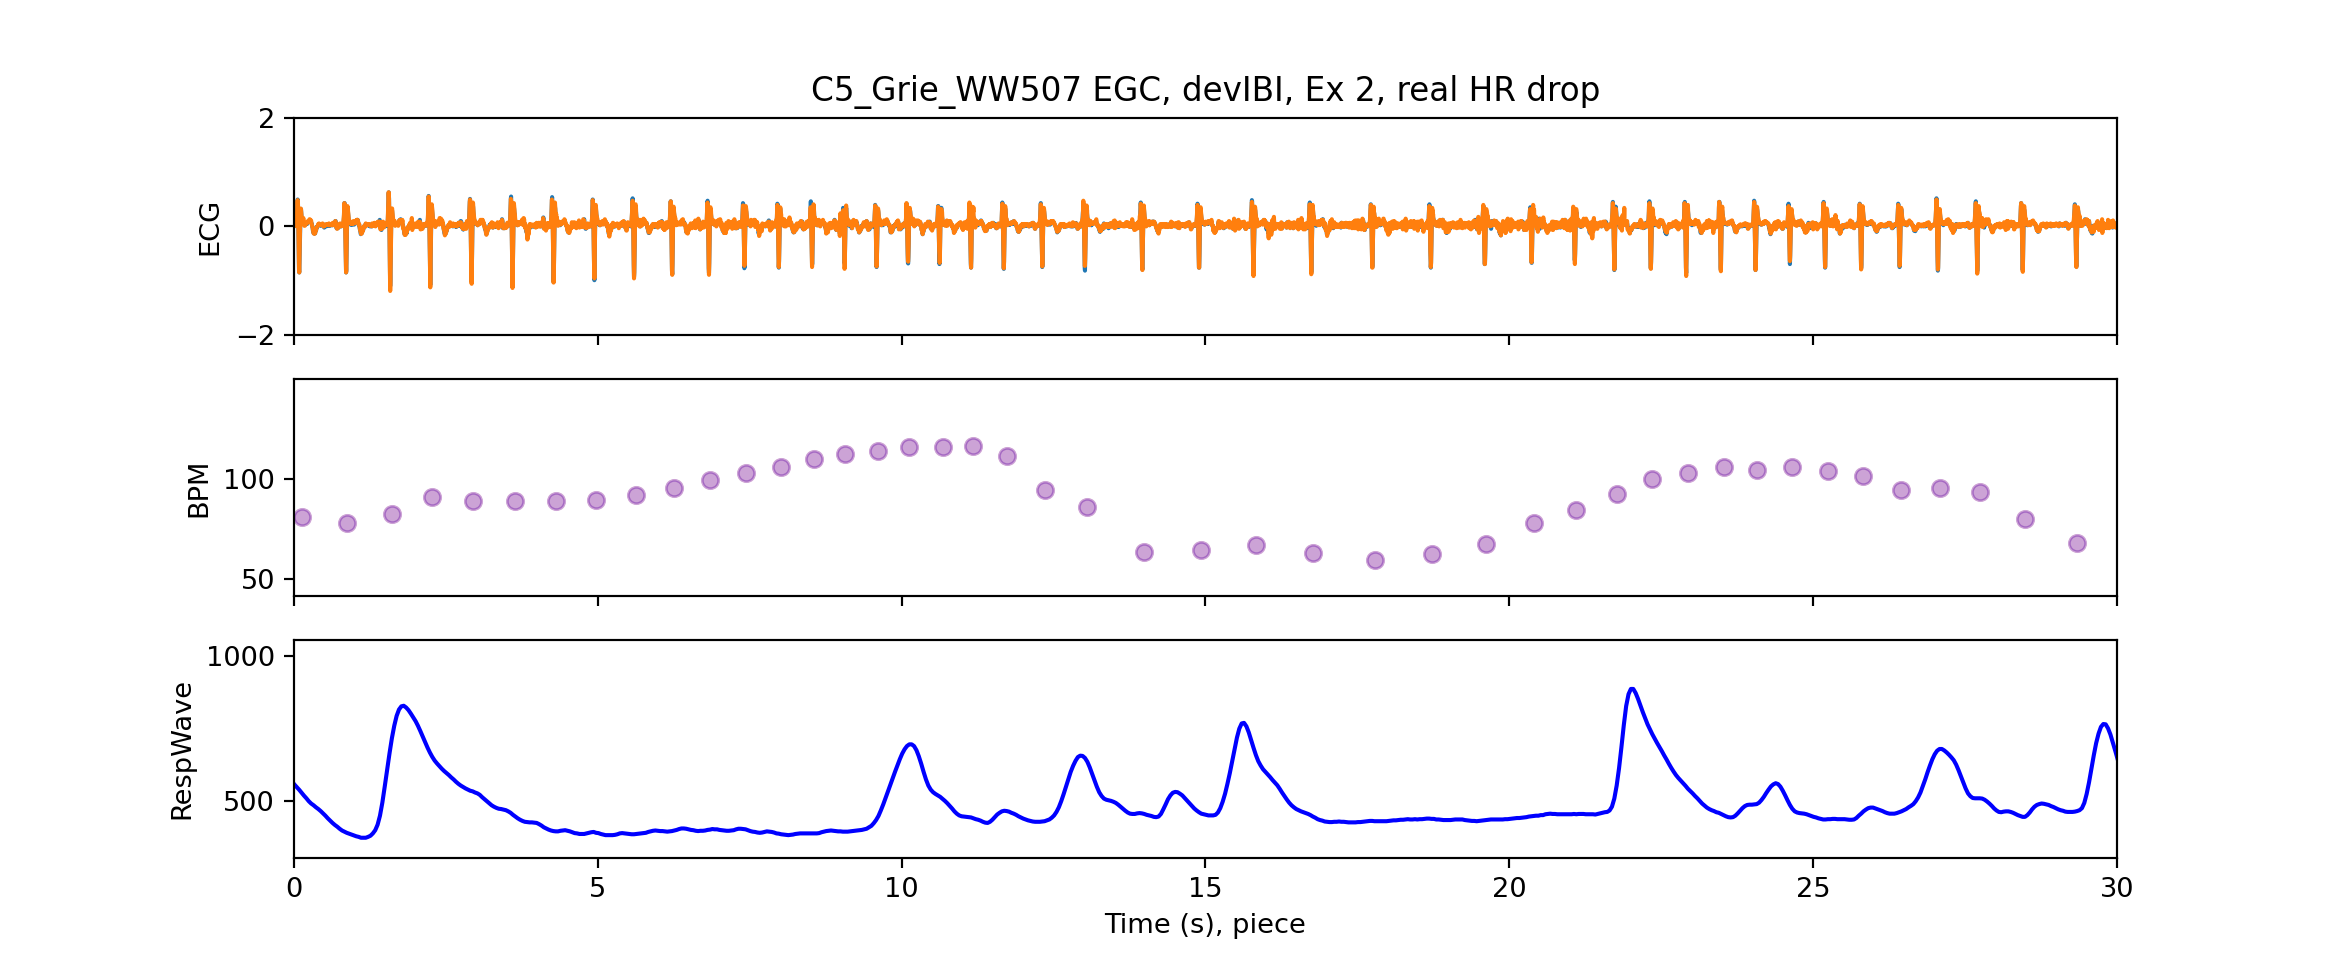 C5_Grie_WW507 EGC, devIBI, Ex 2, real HR drop
2
0
−2
ECG
100
50
BPM
1000
500
RespWave
0 5 10 15 20 25 30
Time (s), piece